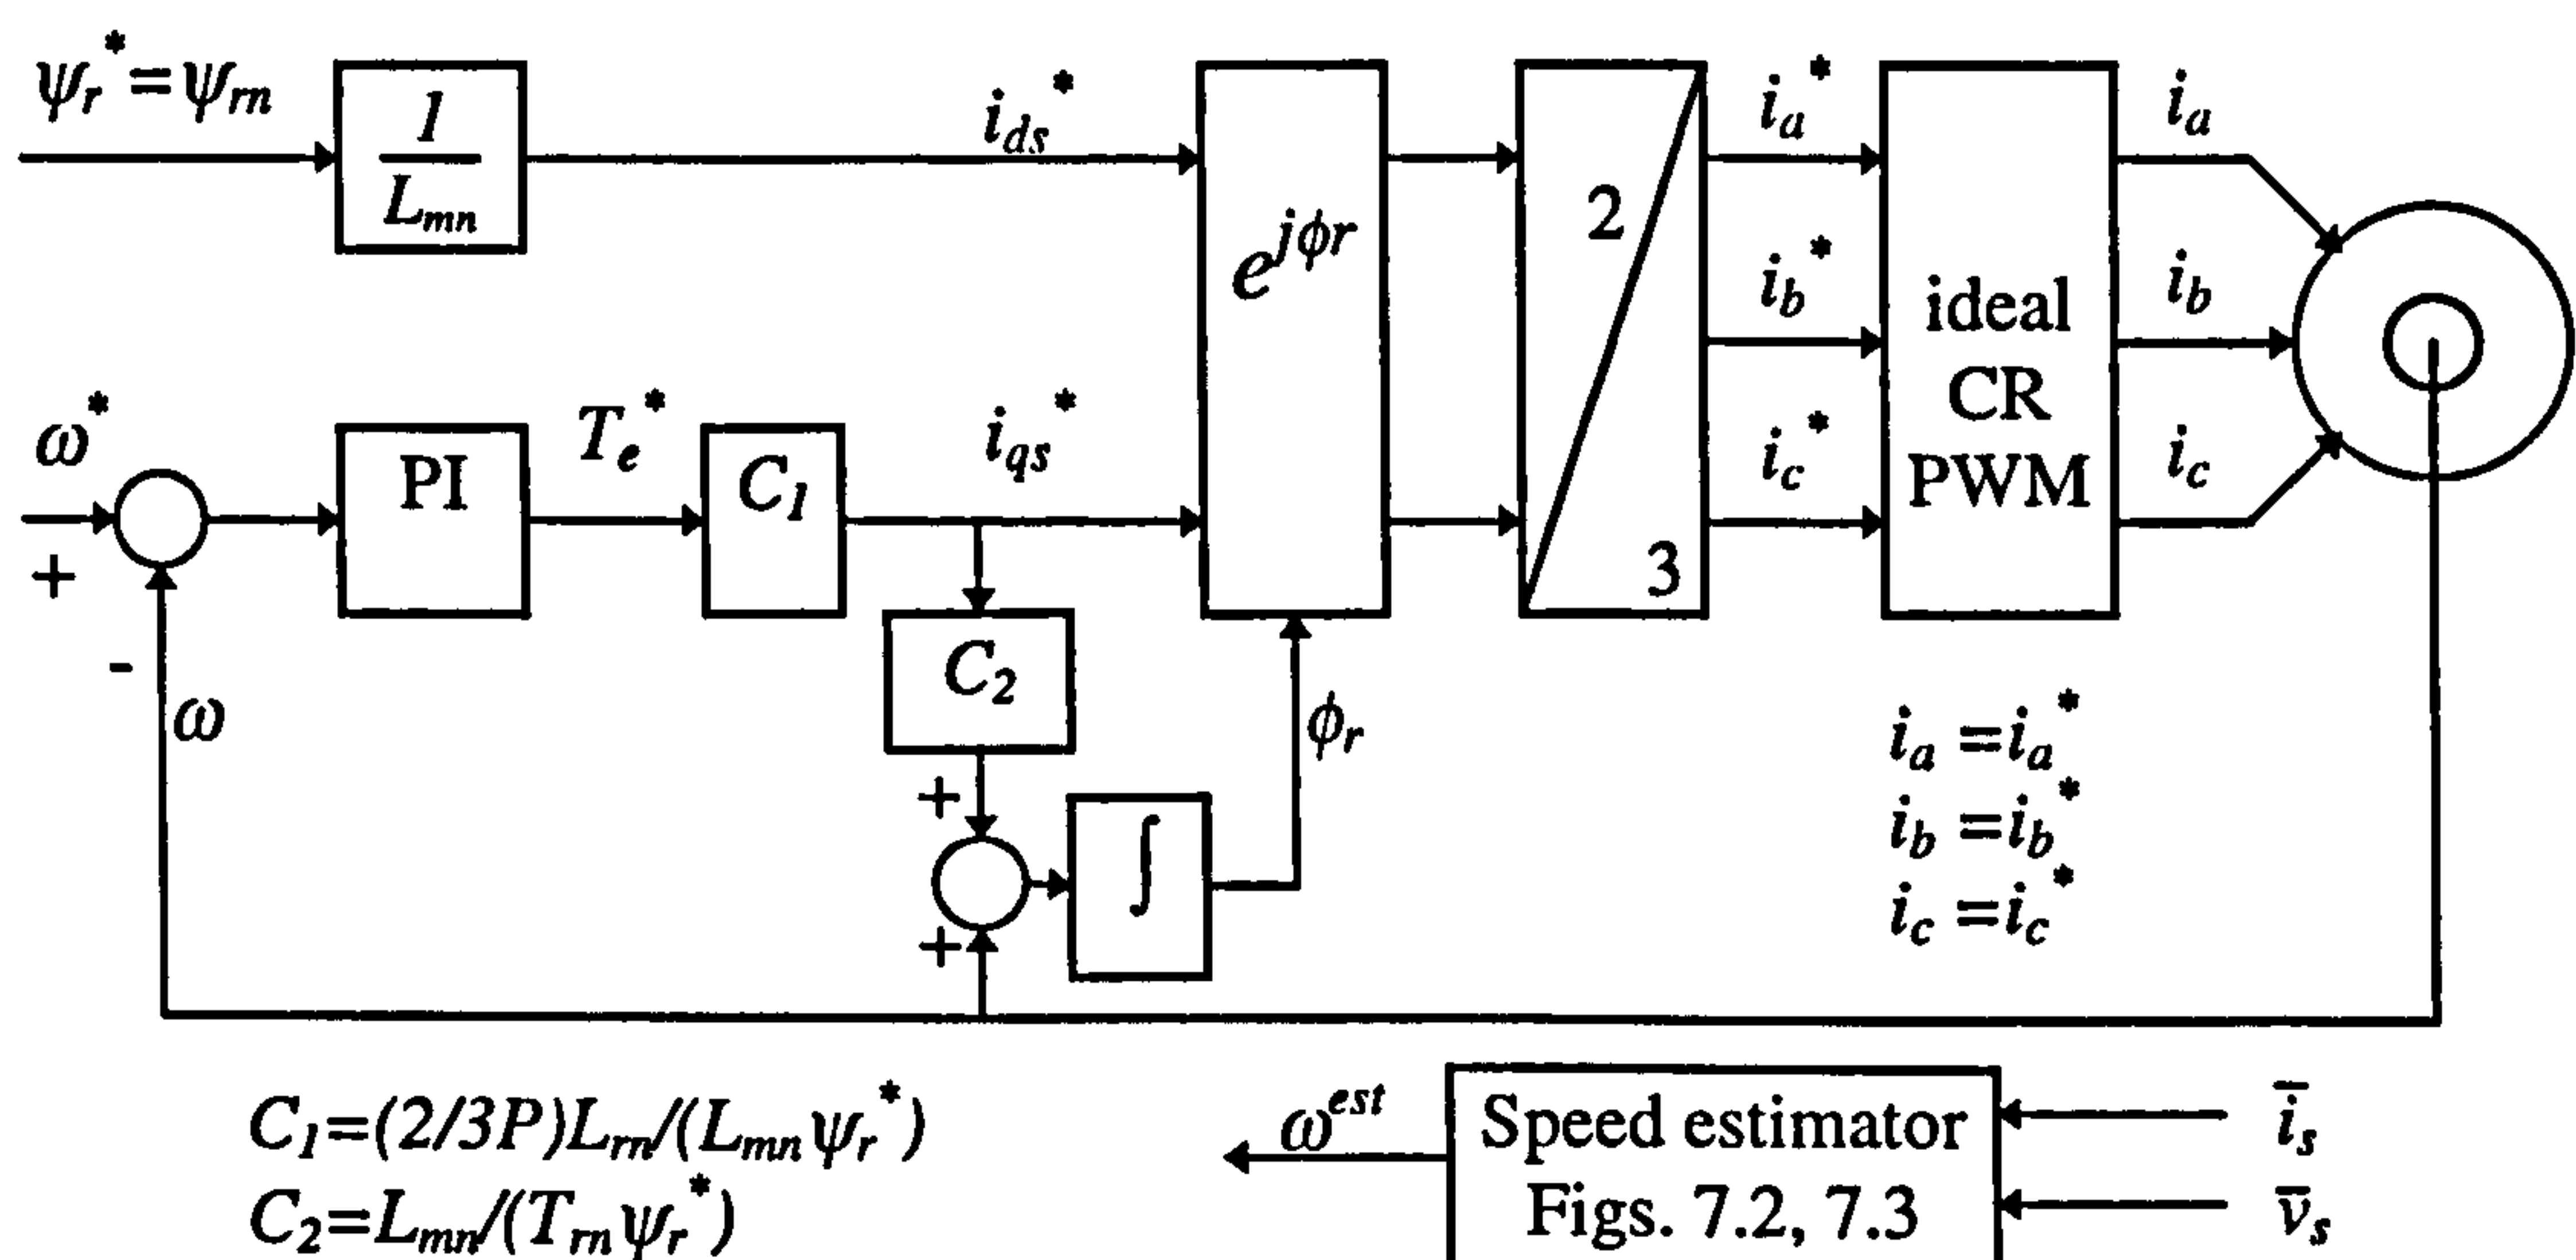 ψr* = ψrn
1
Lmn
ids*
e^jϕr
2
3
ia*
ib*
ic*
ideal
CR
PWM
ia
ib
ic
ω*
+
-
ω
PI
Te*
C1
iqs*
C2
+
+
∫
ϕr
ia = ia*
ib = ib*
ic = ic*
C1=(2/3P)Lrn/(Lmn ψr*)
C2=Lmn/(Trn ψr*)
ω^est
Speed estimator
Figs. 7.2, 7.3
i̅s
v̅s